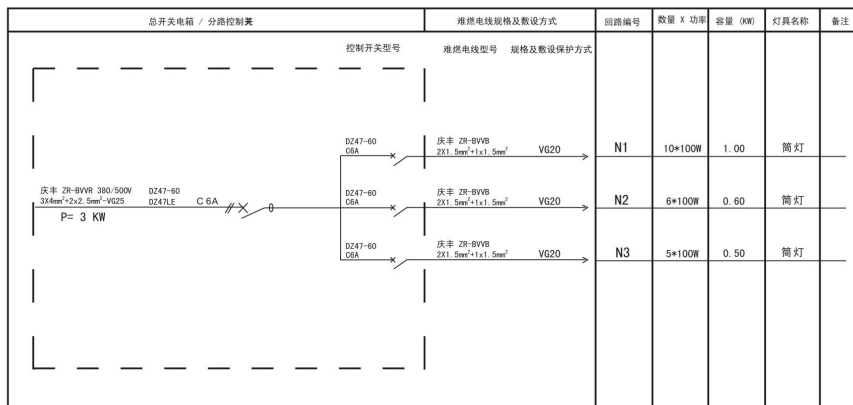 总开关电箱 / 分路控制开关
难燃电线规格及敷设方式
回路编号
数量 X 功率
容量 (KW)
灯具名称
备注
控制开关型号
难燃电线型号 规格及敷设保护方式
DZ47-60
C6A
庆丰 ZR-BVVB
2X1.5mm²+1x1.5mm²
VG20
N1
10*100W
1.00
筒灯
庆丰 ZR-BVVR 380/500V
3X4mm²+2x2.5mm²-VG25
P= 3 KW
DZ47-60
DZ47LE
C 6A
DZ47-60
C6A
庆丰 ZR-BVVB
2X1.5mm²+1x1.5mm²
VG20
N2
6*100W
0.60
筒灯
DZ47-60
C6A
庆丰 ZR-BVVB
2X1.5mm²+1x1.5mm²
VG20
N3
5*100W
0.50
筒灯